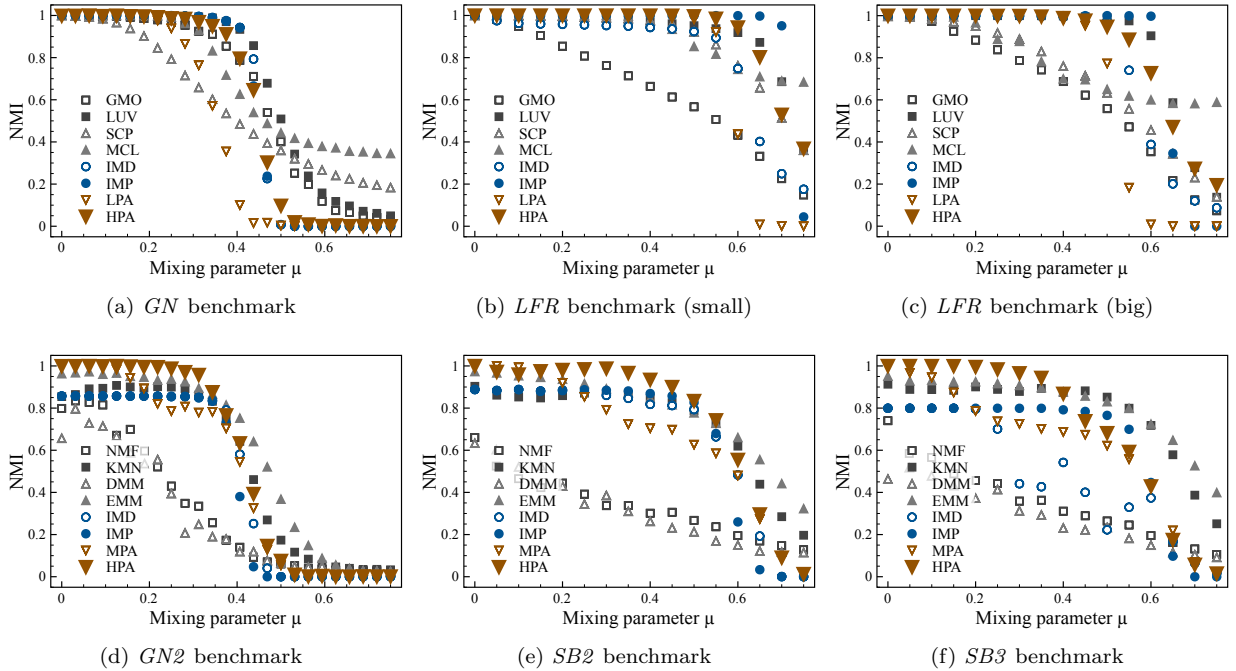 1
0.8
0.6
0.4
0.2
0
NMI
GMO
LUV
SCP
MCL
IMD
IMP
LPA
HPA
0 0.2 0.4 0.6
Mixing parameter μ
(a) GN benchmark
1
0.8
0.6
0.4
0.2
0
NMI
GMO
LUV
SCP
MCL
IMD
IMP
LPA
HPA
0 0.2 0.4 0.6
Mixing parameter μ
(b) LFR benchmark (small)
1
0.8
0.6
0.4
0.2
0
NMI
GMO
LUV
SCP
MCL
IMD
IMP
LPA
HPA
0 0.2 0.4 0.6
Mixing parameter μ
(c) LFR benchmark (big)
1
0.8
0.6
0.4
0.2
0
NMI
NMF
KMN
DMM
EMM
IMD
IMP
MPA
HPA
0 0.2 0.4 0.6
Mixing parameter μ
(d) GN2 benchmark
1
0.8
0.6
0.4
0.2
0
NMI
NMF
KMN
DMM
EMM
IMD
IMP
MPA
HPA
0 0.2 0.4 0.6
Mixing parameter μ
(e) SB2 benchmark
1
0.8
0.6
0.4
0.2
0
NMI
NMF
KMN
DMM
EMM
IMD
IMP
MPA
HPA
0 0.2 0.4 0.6
Mixing parameter μ
(f) SB3 benchmark